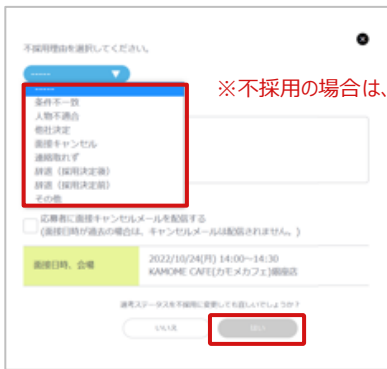 不採用理由を選択してください。
------
※不採用の場合は、
------
条件不一致
人物不適合
他社決定
面接キャンセル
連絡取れず
辞退（採用決定後）
辞退（採用決定前）
その他
応募者に面接キャンセルメールを配信する
(面接日時が過去の場合は、キャンセルメールは配信されません。)
面接日時、会場
2022/10/24(月) 14:00~14:30
KAMOME CAFE(カモメカフェ)銀座店
選考ステータスを不採用に変更しても宜しいでしょうか？
いいえ
はい